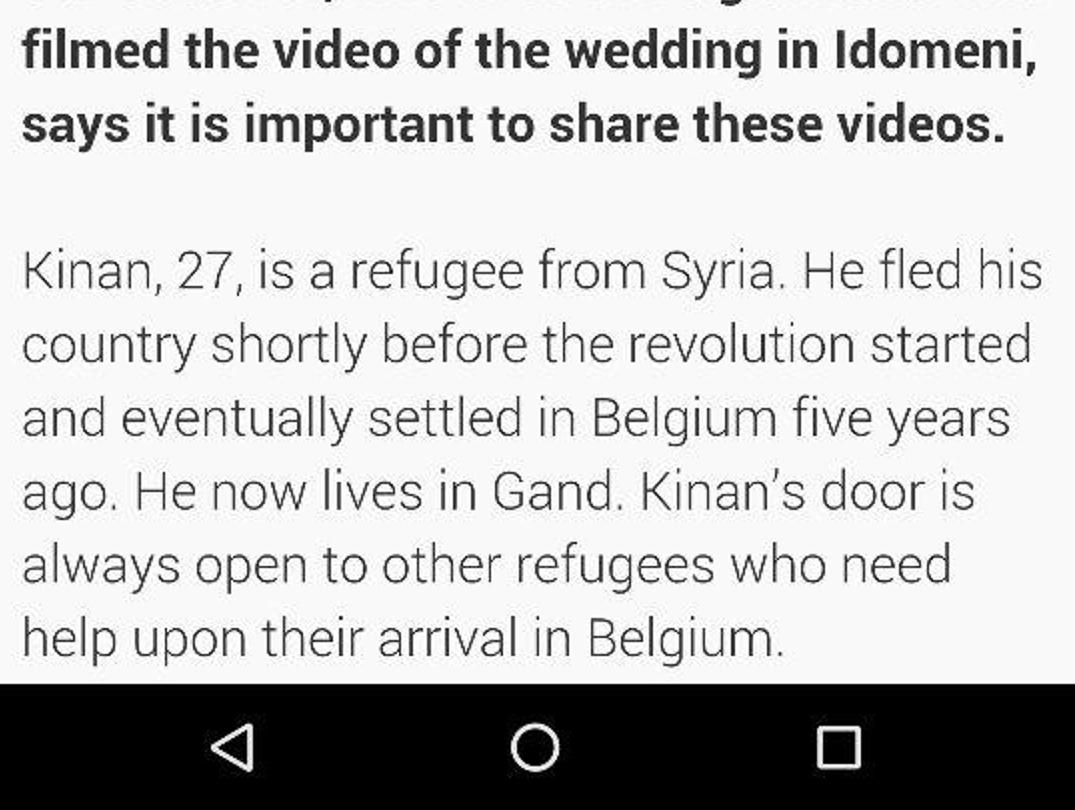 filmed the video of the wedding in Idomeni,
says it is important to share these videos.
Kinan, 27, is a refugee from Syria. He fled his
country shortly before the revolution started
and eventually settled in Belgium five years
ago. He now lives in Gand. Kinan’s door is
always open to other refugees who need
help upon their arrival in Belgium.